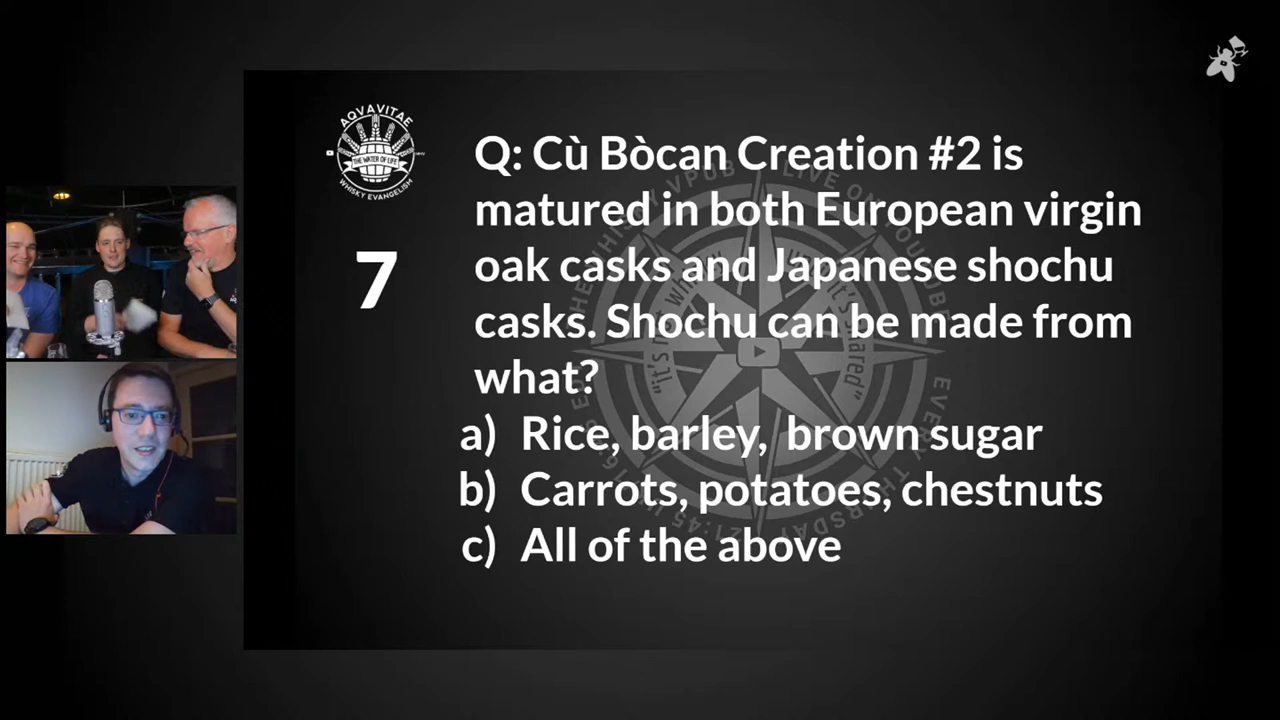 AQVAVITAE
THE WATER OF LIFE
WHISKY EVANGELISM
7
Q: Cù Bòcan Creation #2 is
matured in both European virgin
oak casks and Japanese shochu
casks. Shochu can be made from
what?
a) Rice, barley, brown sugar
b) Carrots, potatoes, chestnuts
c) All of the above